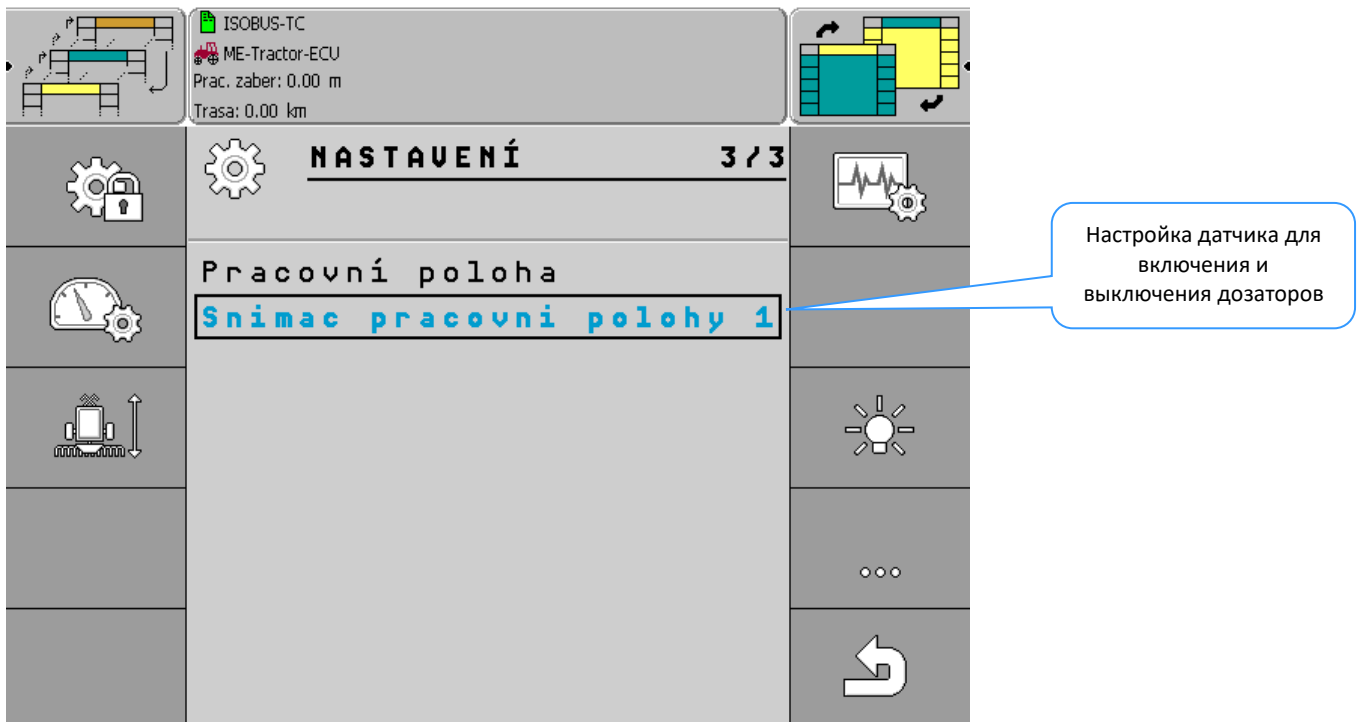 ISOBUS-TC
ME-Tractor-ECU
Prac. zaber: 0.00 m
Trasa: 0.00 km
NASTAVENÍ 3/3
Pracovní poloha
Snimac pracovni polohy 1
Настройка датчика для
включения и
выключения дозаторов